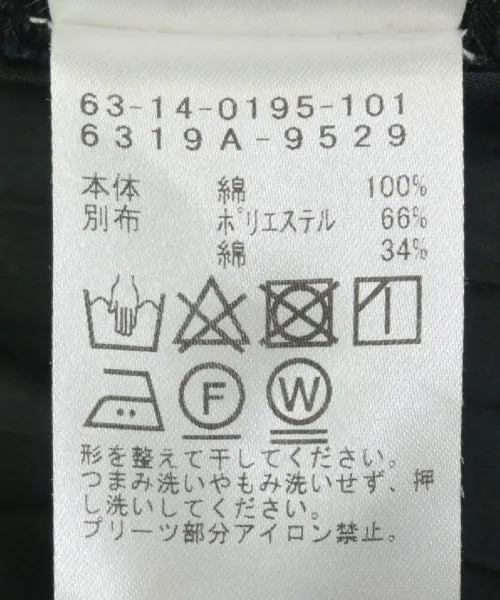 63-14-0195-101
6319A-9529
本体 綿 100%
別布 ポリエステル 66%
綿 34%
F W
形を整えて干してください。
つまみ洗いやもみ洗いせず、押
し洗いしてください。
プリーツ部分アイロン禁止。